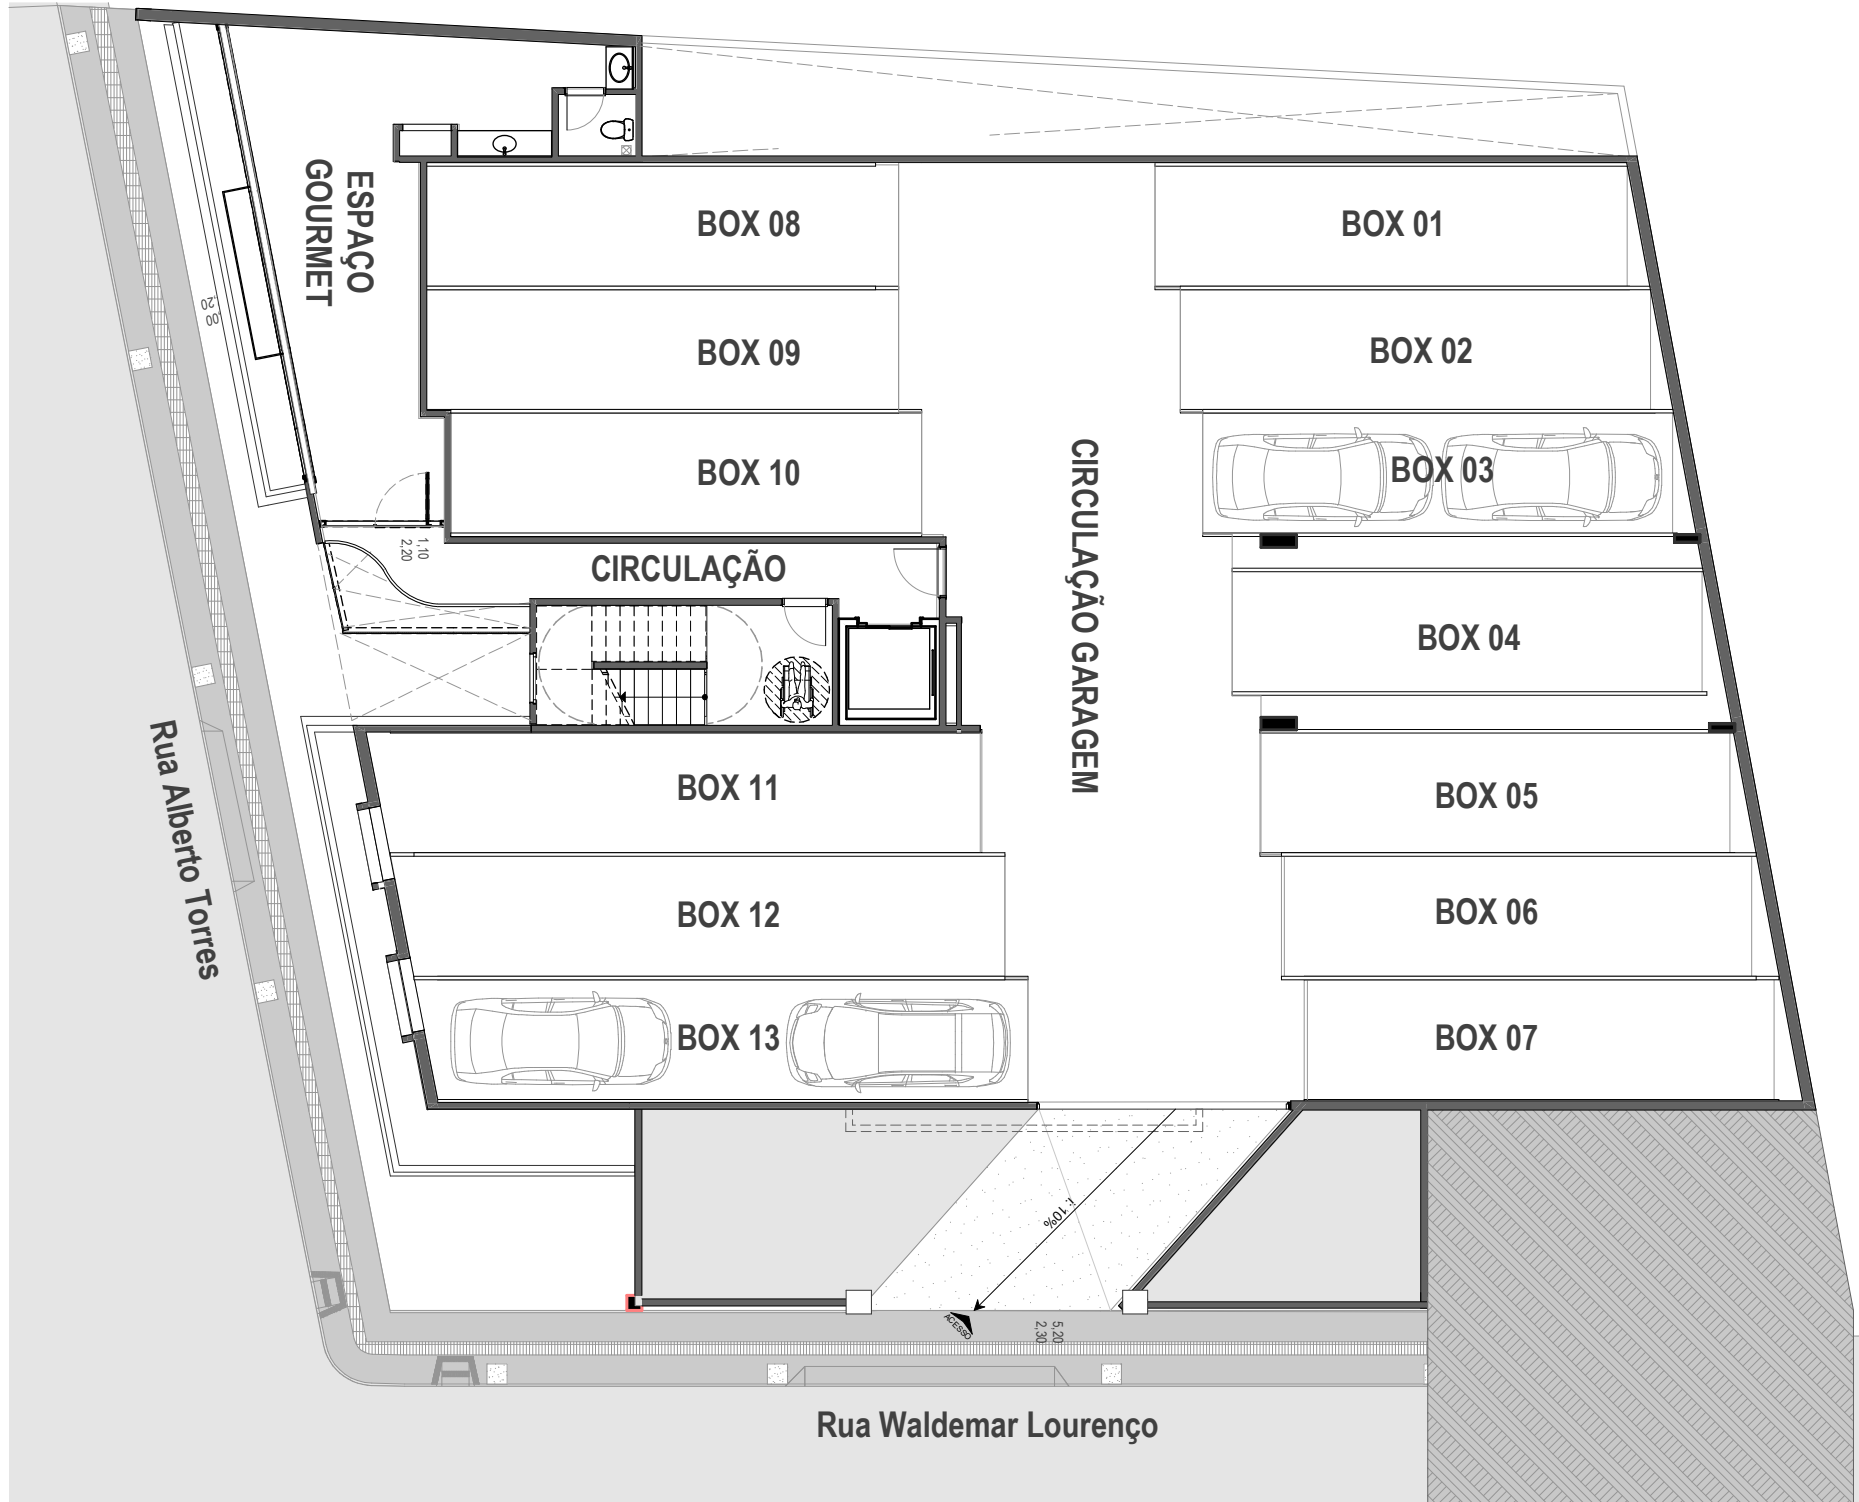 BOX 08
BOX 01
ESPAÇO
GOURMET
,00
,20
BOX 09
BOX 02
BOX 10
BOX 03
CIRCULAÇÃO GARAGEM
1,10
2,20
CIRCULAÇÃO
BOX 04
Rua Alberto Torres
BOX 11
BOX 05
BOX 12
BOX 06
BOX 13
BOX 07
i: 10%
ACESSO
5,20
2,30
Rua Waldemar Lourenço